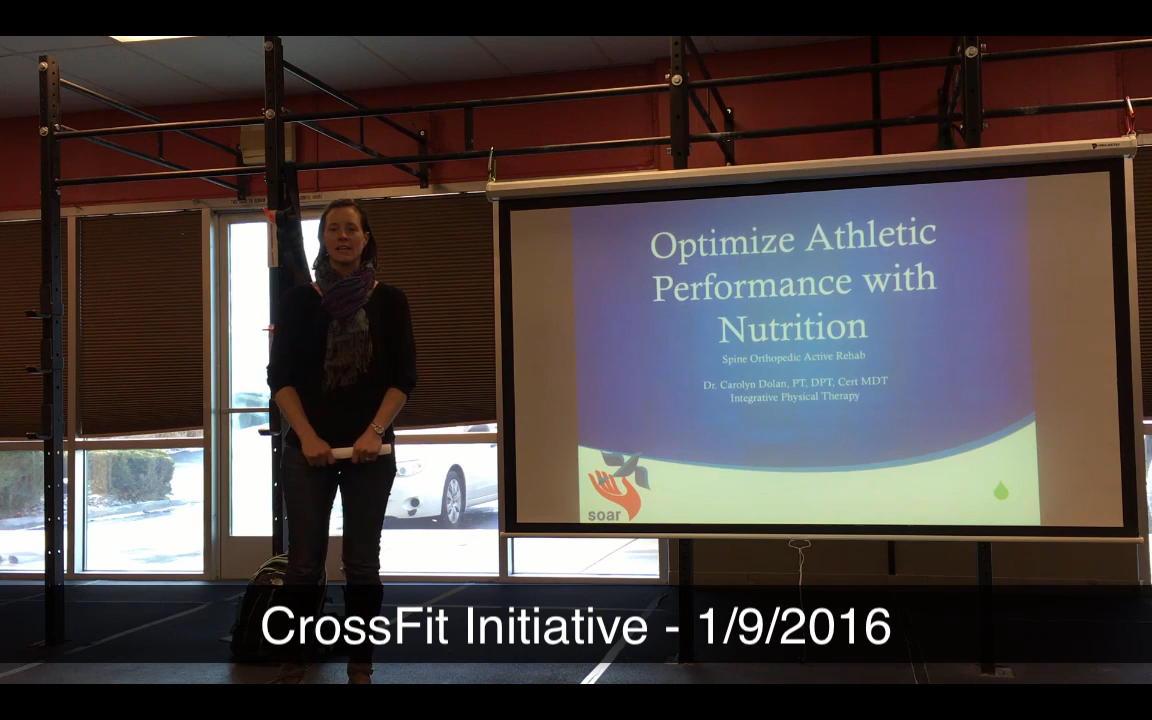 Optimize Athletic
Performance with
Nutrition
Spine Orthopedic Active Rehab
Dr. Carolyn Dolan, PT, DPT, Cert MDT
Integrative Physical Therapy
soar
CrossFit Initiative - 1/9/2016